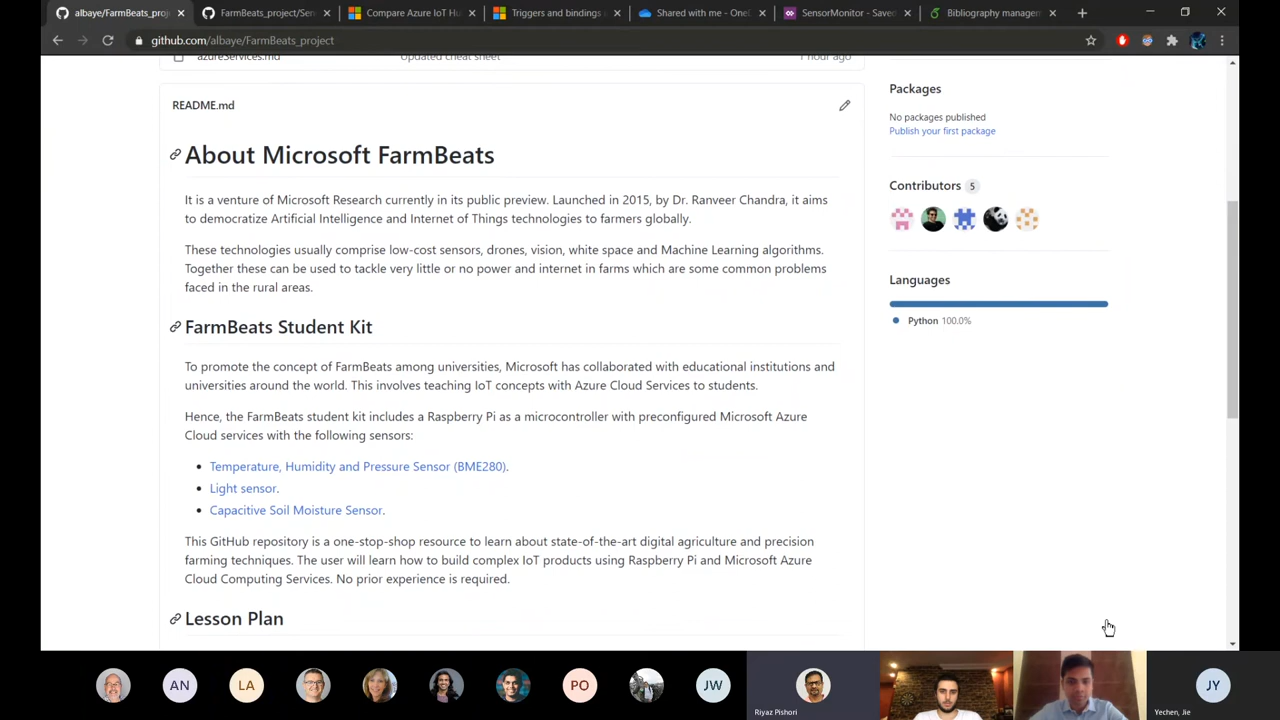 albaye/FarmBeats_proj
FarmBeats_project/Sen
Compare Azure IoT Hu
Triggers and bindings
Shared with me - OneD
SensorMonitor - Saved
Bibliography manage
github.com/albaye/FarmBeats_project
azureServices.md
Updated cheat sheet
1 hour ago
README.md
About Microsoft FarmBeats
It is a venture of Microsoft Research currently in its public preview. Launched in 2015, by Dr. Ranveer Chandra, it aims
to democratize Artificial Intelligence and Internet of Things technologies to farmers globally.
These technologies usually comprise low-cost sensors, drones, vision, white space and Machine Learning algorithms.
Together these can be used to tackle very little or no power and internet in farms which are some common problems
faced in the rural areas.
FarmBeats Student Kit
To promote the concept of FarmBeats among universities, Microsoft has collaborated with educational institutions and
universities around the world. This involves teaching IoT concepts with Azure Cloud Services to students.
Hence, the FarmBeats student kit includes a Raspberry Pi as a microcontroller with preconfigured Microsoft Azure
Cloud services with the following sensors:
Temperature, Humidity and Pressure Sensor (BME280).
Light sensor.
Capacitive Soil Moisture Sensor.
This GitHub repository is a one-stop-shop resource to learn about state-of-the-art digital agriculture and precision
farming techniques. The user will learn how to build complex IoT products using Raspberry Pi and Microsoft Azure
Cloud Computing Services. No prior experience is required.
Lesson Plan
Packages
No packages published
Publish your first package
Contributors 5
Languages
Python 100.0%
AN
LA
PO
JW
JY
Riyaz Pishori
Yechen, Jie